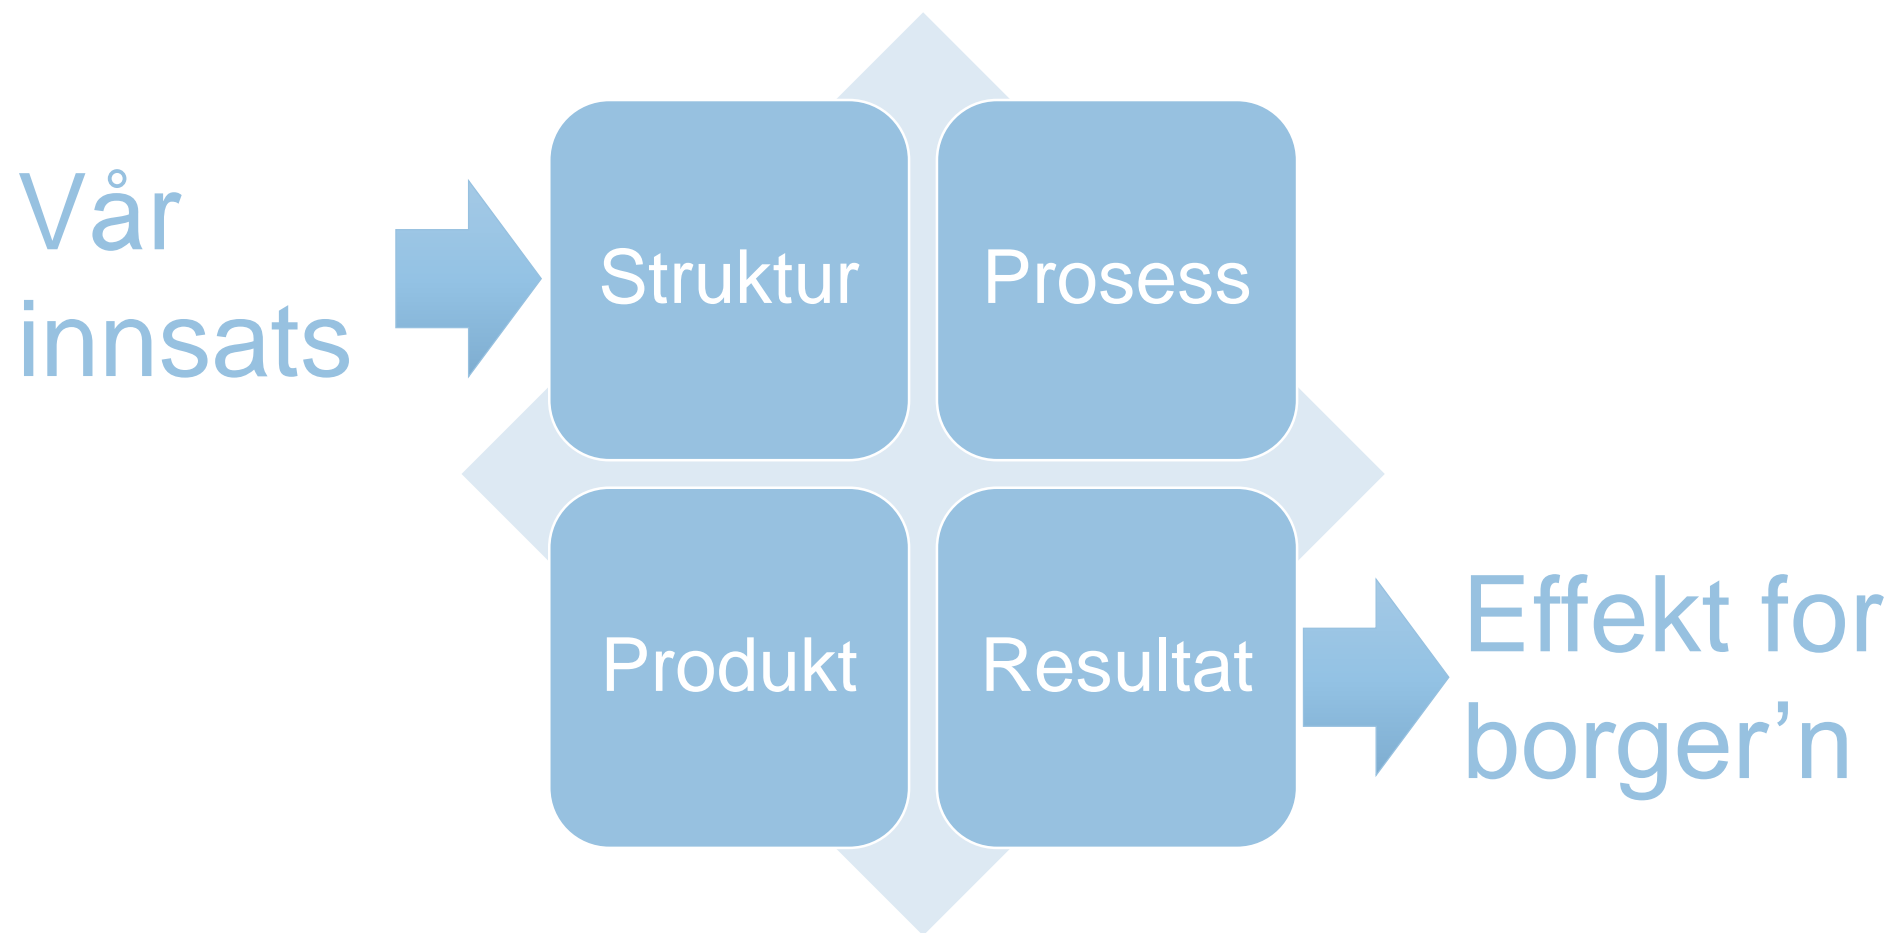 Vår
innsats
Struktur
Prosess
Produkt
Resultat
Effekt for
borger’n